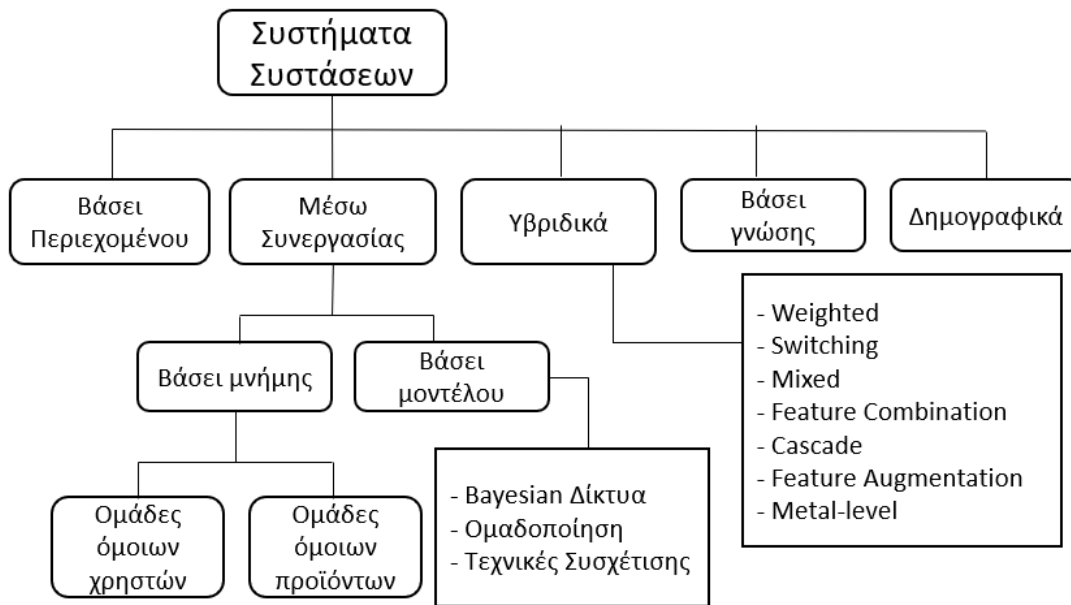 Συστήματα
Συστάσεων
Βάσει
Περιεχομένου
Μέσω
Συνεργασίας
Υβριδικά
Βάσει
γνώσης
Δημογραφικά
Βάσει μνήμης
Βάσει
μοντέλου
- Weighted
- Switching
- Mixed
- Feature Combination
- Cascade
- Feature Augmentation
- Metal-level
Ομάδες
όμοιων
χρηστών
Ομάδες
όμοιων
προϊόντων
- Bayesian Δίκτυα
- Ομαδοποίηση
- Τεχνικές Συσχέτισης